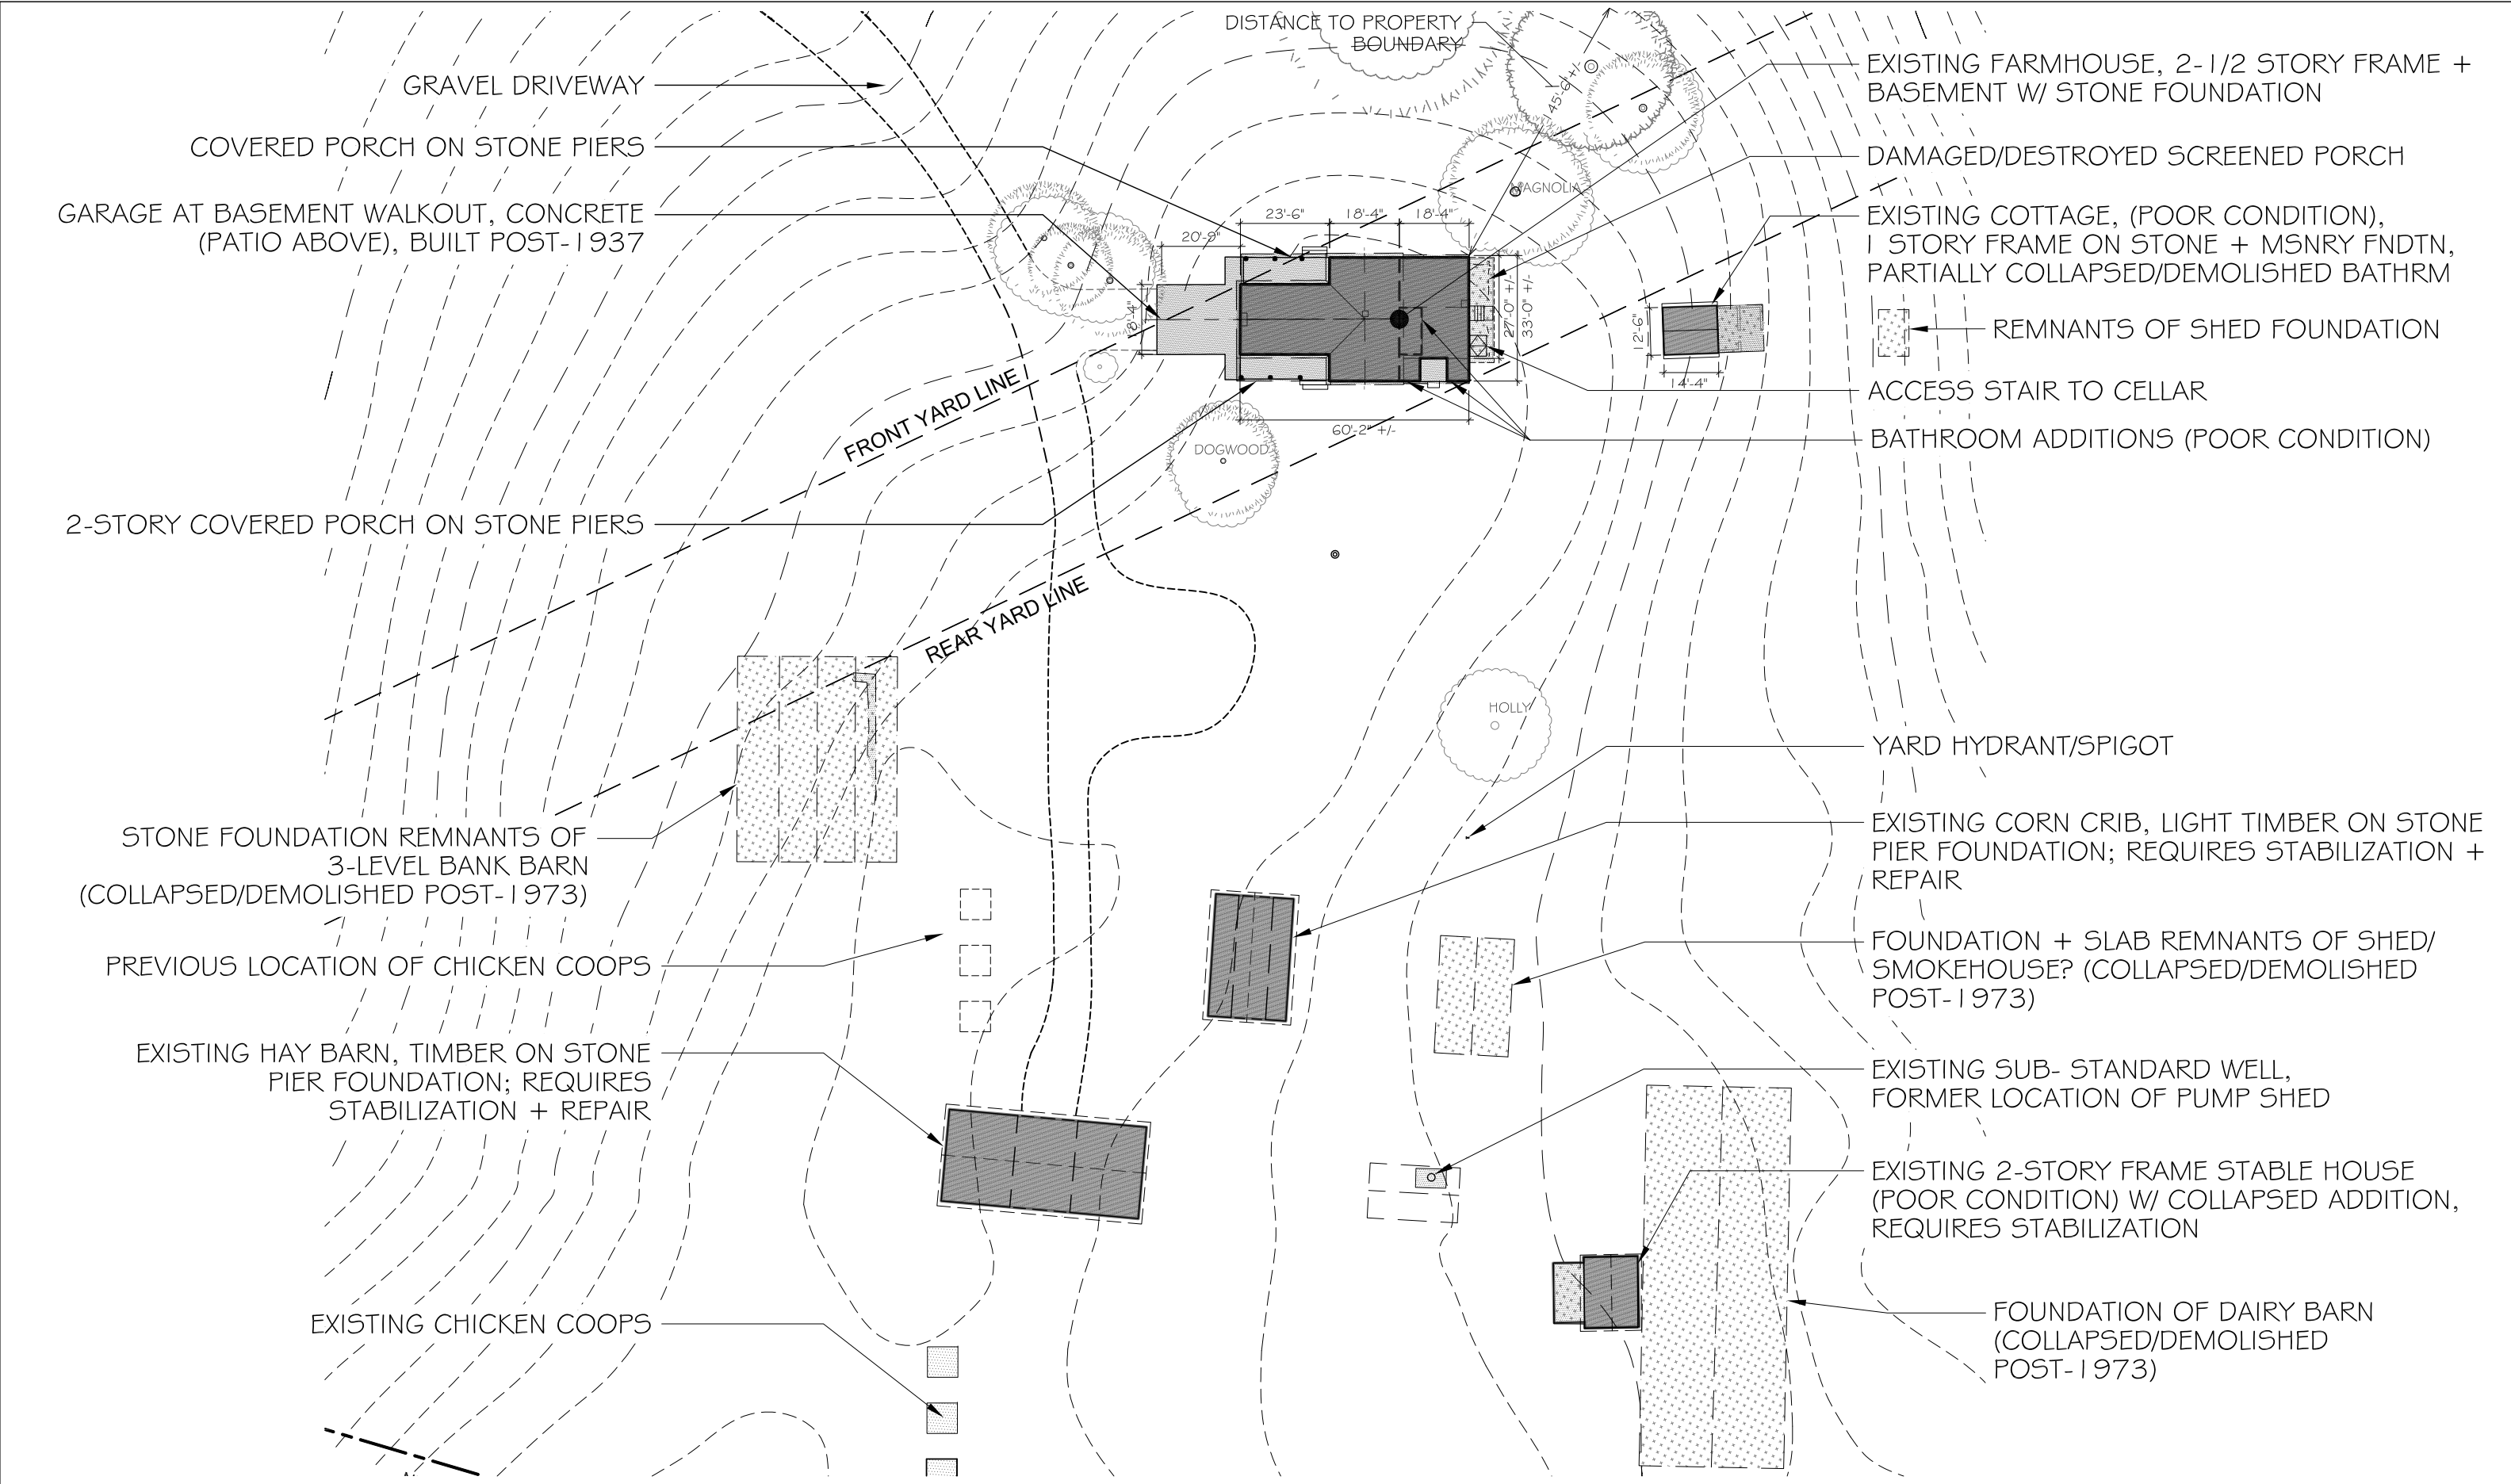 DISTANCE TO PROPERTY
BOUNDARY
45'-6" +/-
GRAVEL DRIVEWAY
COVERED PORCH ON STONE PIERS
GARAGE AT BASEMENT WALKOUT, CONCRETE
(PATIO ABOVE), BUILT POST-1937
2-STORY COVERED PORCH ON STONE PIERS
STONE FOUNDATION REMNANTS OF
3-LEVEL BANK BARN
(COLLAPSED/DEMOLISHED POST-1973)
PREVIOUS LOCATION OF CHICKEN COOPS
EXISTING HAY BARN, TIMBER ON STONE
PIER FOUNDATION; REQUIRES
STABILIZATION + REPAIR
EXISTING CHICKEN COOPS
MAGNOLIA
23'-6"
18'-4"
18'-4"
20'-9"
27'-0" +/-
33'-0" +/-
60'-2" +/-
DOGWOOD
FRONT YARD LINE
REAR YARD LINE
12'-6"
14'-4"
HOLLY
EXISTING FARMHOUSE, 2-1/2 STORY FRAME +
BASEMENT W/ STONE FOUNDATION
DAMAGED/DESTROYED SCREENED PORCH
EXISTING COTTAGE, (POOR CONDITION),
1 STORY FRAME ON STONE + MSNRY FNDTN,
PARTIALLY COLLAPSED/DEMOLISHED BATHRM
REMNANTS OF SHED FOUNDATION
ACCESS STAIR TO CELLAR
BATHROOM ADDITIONS (POOR CONDITION)
YARD HYDRANT/SPIGOT
EXISTING CORN CRIB, LIGHT TIMBER ON STONE
PIER FOUNDATION; REQUIRES STABILIZATION +
REPAIR
FOUNDATION + SLAB REMNANTS OF SHED/
SMOKEHOUSE? (COLLAPSED/DEMOLISHED
POST-1973)
EXISTING SUB- STANDARD WELL,
FORMER LOCATION OF PUMP SHED
EXISTING 2-STORY FRAME STABLE HOUSE
(POOR CONDITION) W/ COLLAPSED ADDITION,
REQUIRES STABILIZATION
FOUNDATION OF DAIRY BARN
(COLLAPSED/DEMOLISHED
POST-1973)